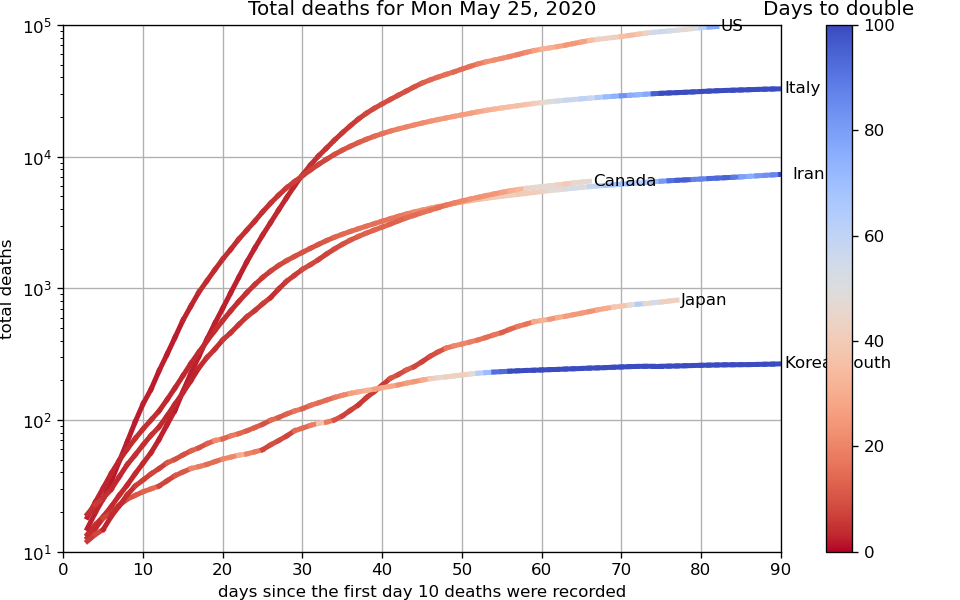 Total deaths for Mon May 25, 2020
Days to double
10^5
10^4
10^3
10^2
10^1
total deaths
US
Italy
Iran
Canada
Japan
Korea, South
0 10 20 30 40 50 60 70 80 90
days since the first day 10 deaths were recorded
100
80
60
40
20
0